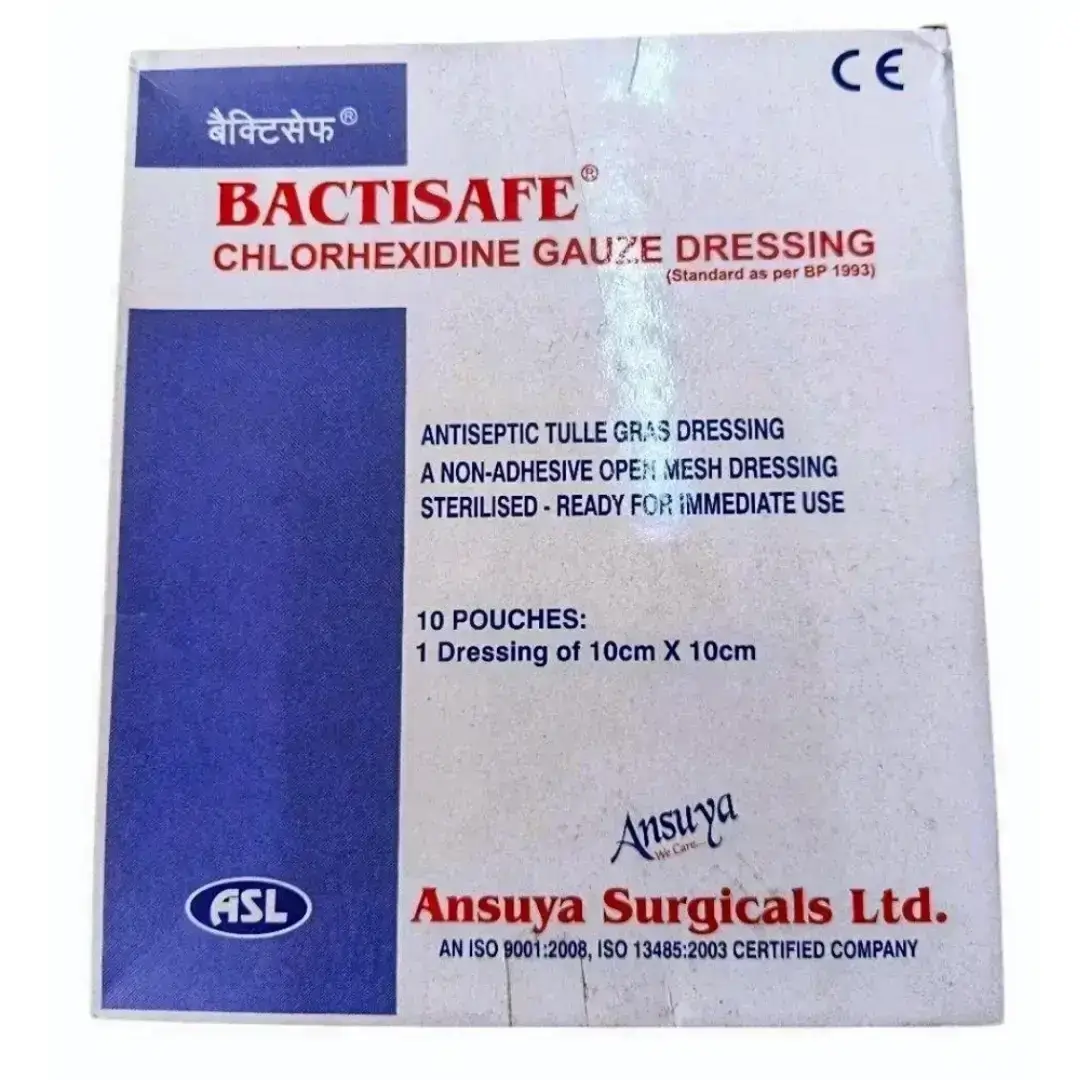 बैक्टिसेफ®
CE
BACTISAFE®
CHLORHEXIDINE GAUZE DRESSING
(Standard as per BP 1993)
ANTISEPTIC TULLE GRAS DRESSING
A NON-ADHESIVE OPEN MESH DRESSING
STERILISED - READY FOR IMMEDIATE USE
10 POUCHES:
1 Dressing of 10cm X 10cm
Ansuya
We Care....
ASL
Ansuya Surgicals Ltd.
AN ISO 9001:2008, ISO 13485:2003 CERTIFIED COMPANY